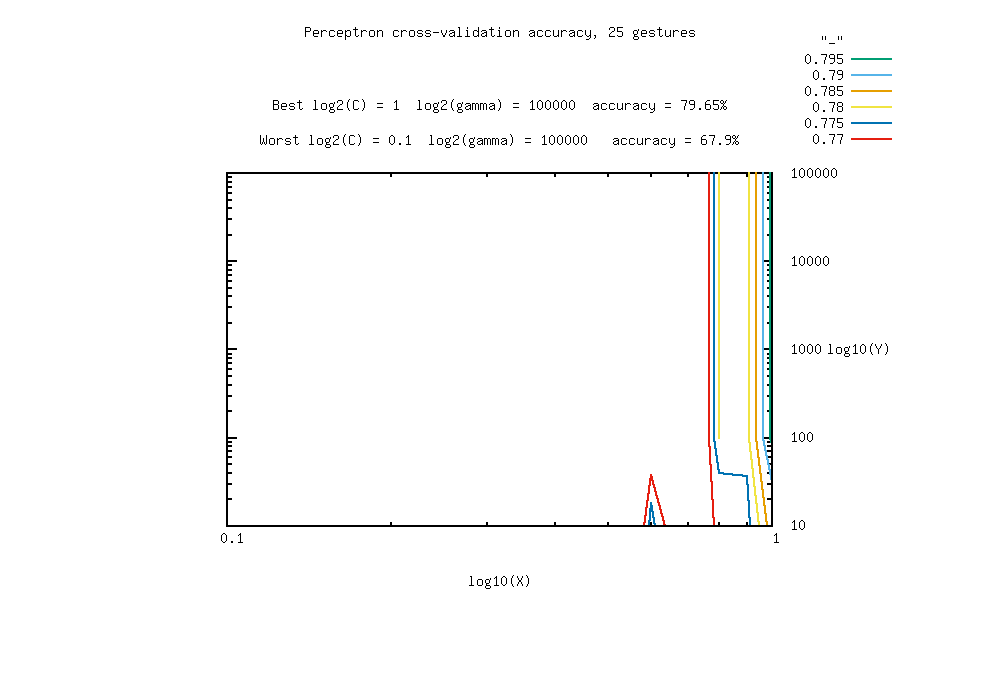 Perceptron cross-validation accuracy, 25 gestures
"_"
0.795
0.79
0.785
0.78
0.775
0.77
Best log2(C) = 1  log2(gamma) = 100000  accuracy = 79.65%
Worst log2(C) = 0.1  log2(gamma) = 100000   accuracy = 67.9%
100000
10000
1000 log10(Y)
100
10
0.1 1
log10(X)